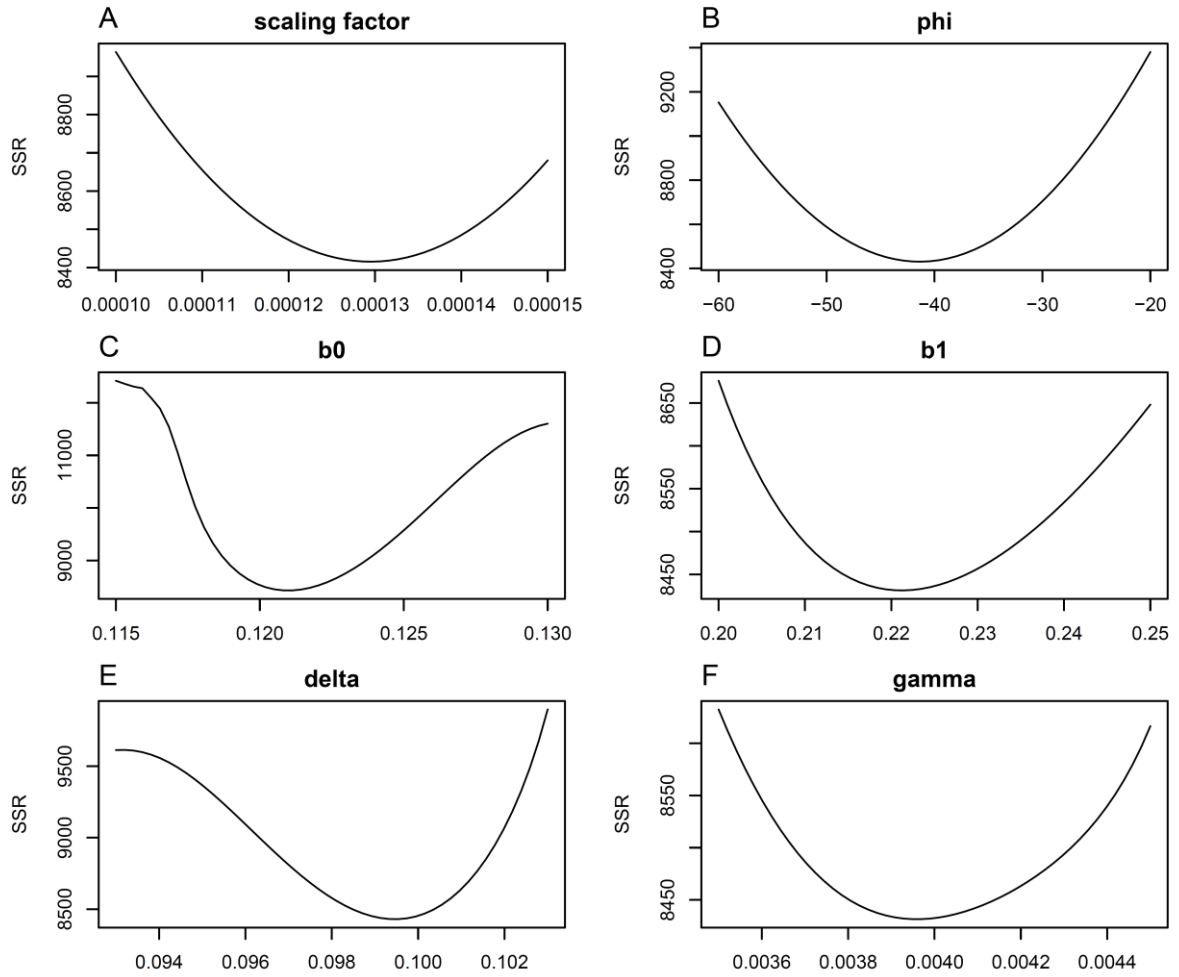 A scaling factor
SSR
8400 8600 8800
0.00010 0.00011 0.00012 0.00013 0.00014 0.00015
B phi
SSR
8400 8800 9200
−60 −50 −40 −30 −20
C b0
SSR
9000 11000
0.115 0.120 0.125 0.130
D b1
SSR
8450 8550 8650
0.20 0.21 0.22 0.23 0.24 0.25
E delta
SSR
8500 9000 9500
0.094 0.096 0.098 0.100 0.102
F gamma
SSR
8450 8550
0.0036 0.0038 0.0040 0.0042 0.0044